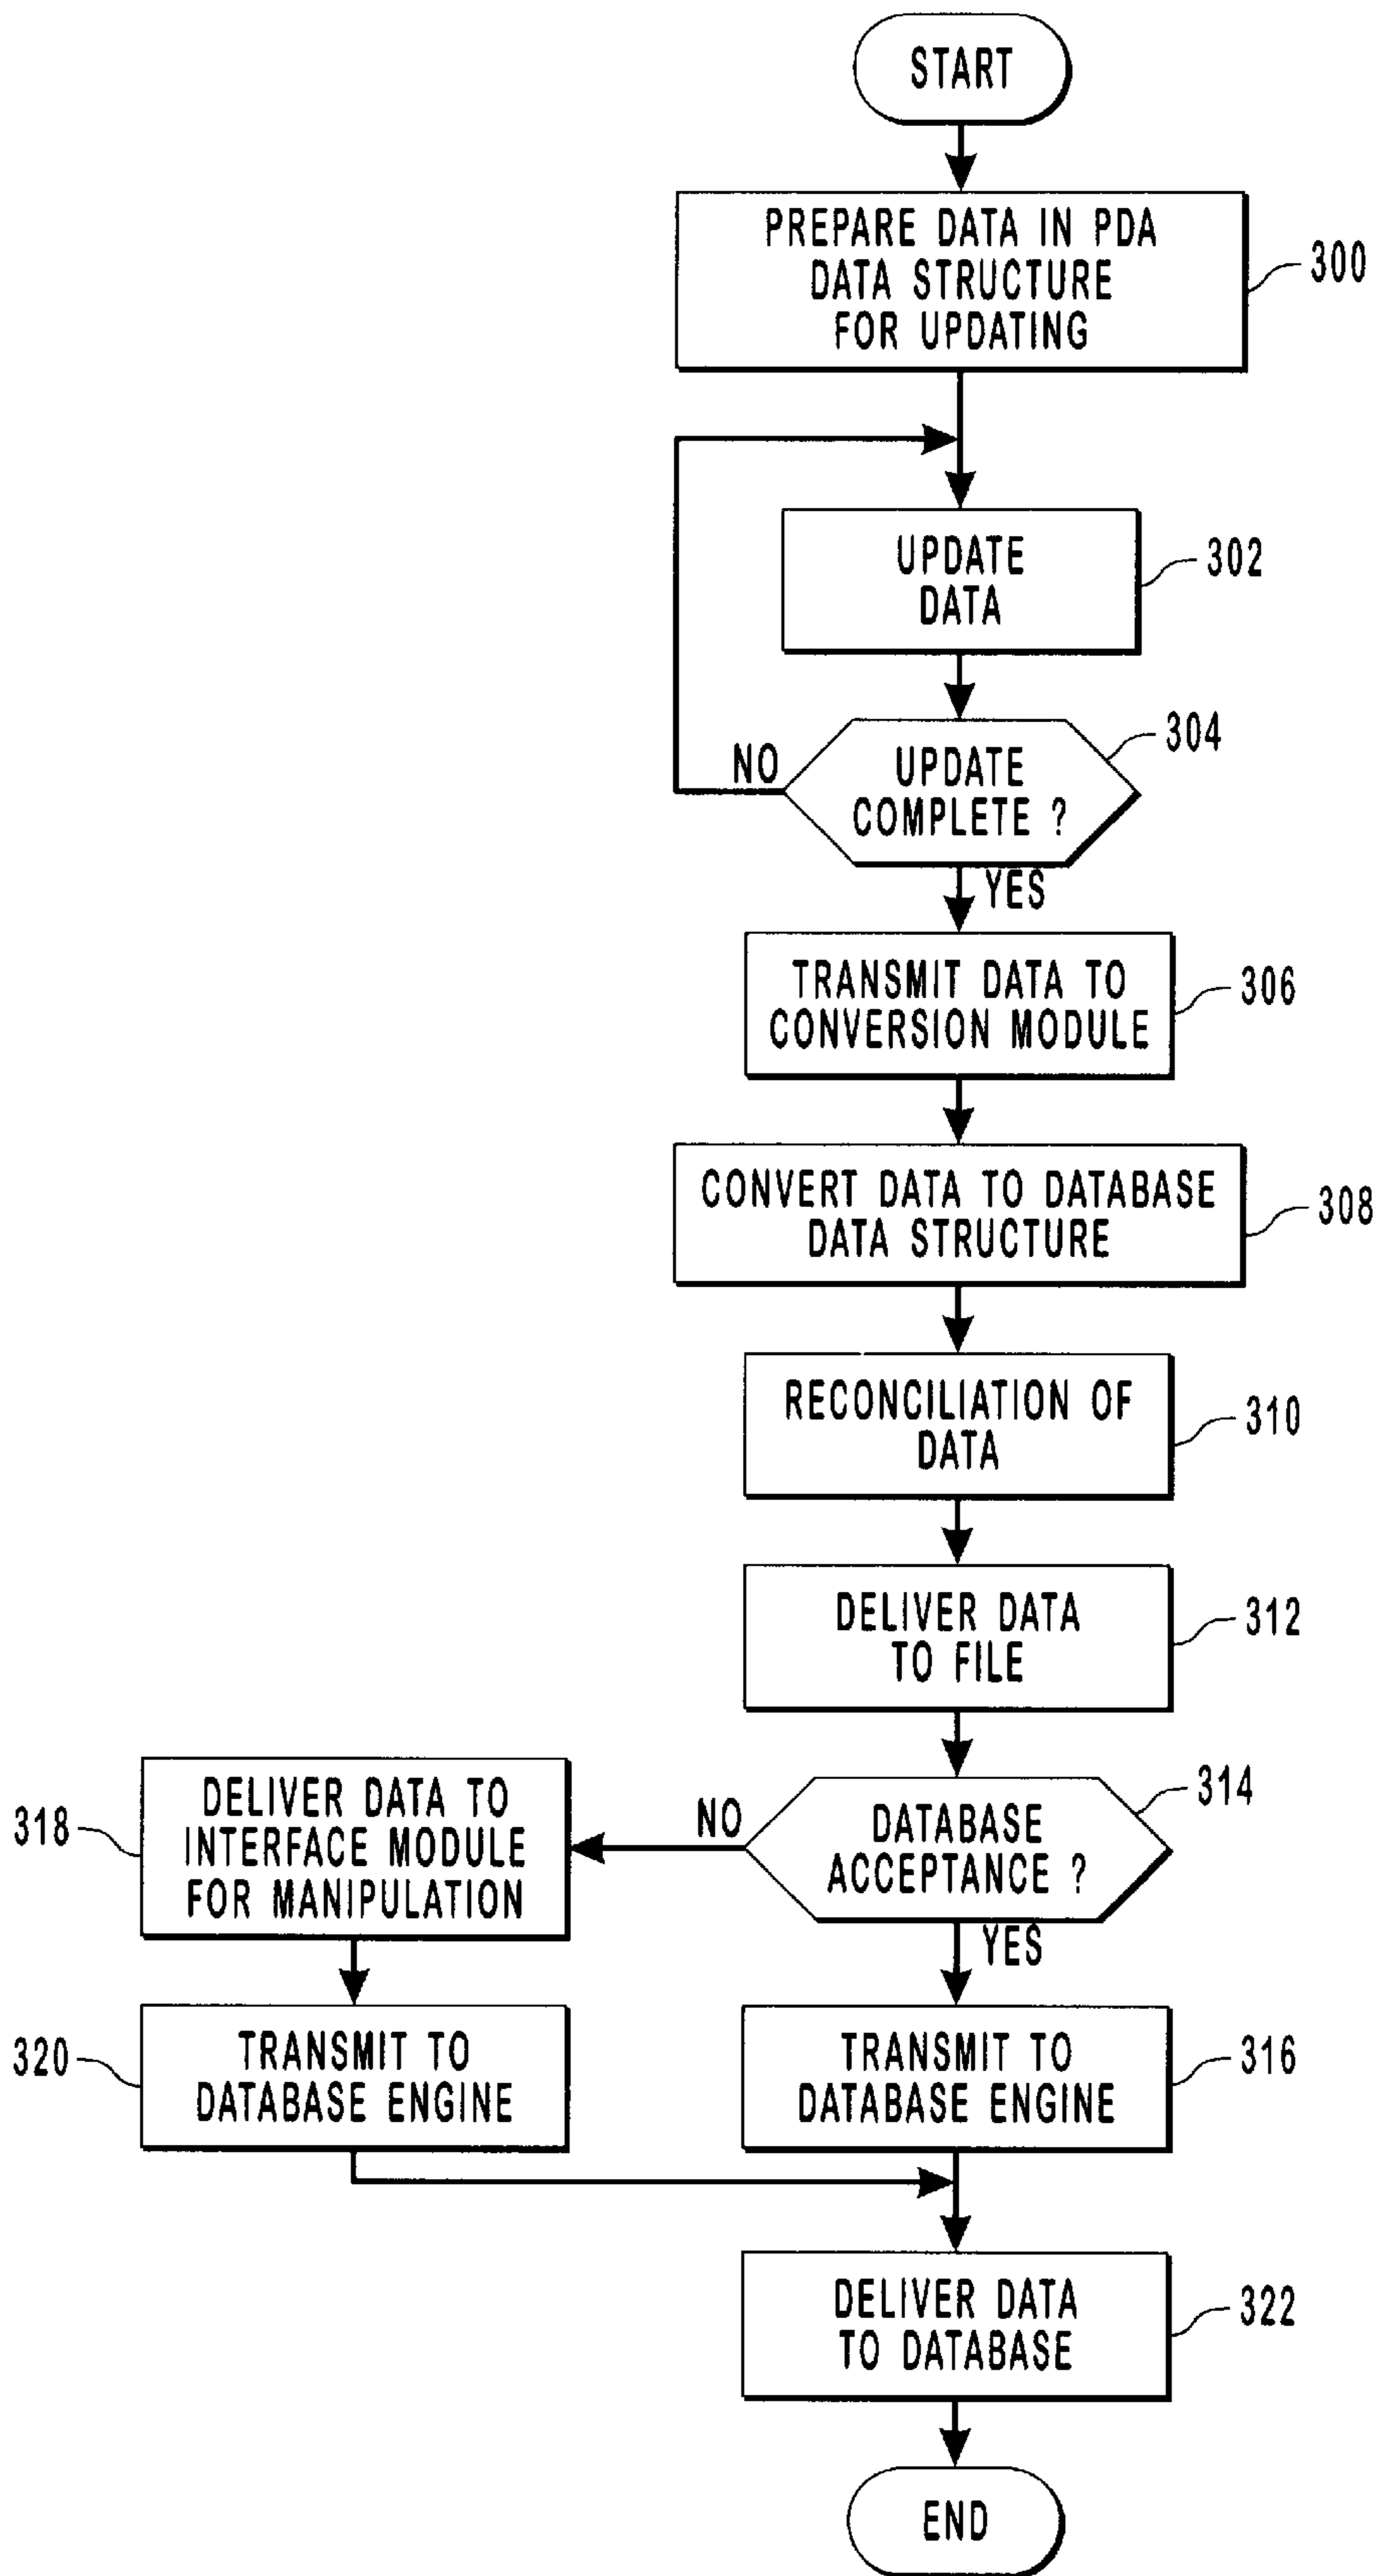 START
PREPARE DATA IN PDA
DATA STRUCTURE
FOR UPDATING
300
UPDATE
DATA
302
UPDATE
COMPLETE ?
304
NO
YES
TRANSMIT DATA TO
CONVERSION MODULE
306
CONVERT DATA TO DATABASE
DATA STRUCTURE
308
RECONCILIATION OF
DATA
310
DELIVER DATA
TO FILE
312
DATABASE
ACCEPTANCE ?
314
NO
YES
DELIVER DATA TO
INTERFACE MODULE
FOR MANIPULATION
318
TRANSMIT TO
DATABASE ENGINE
320
TRANSMIT TO
DATABASE ENGINE
316
DELIVER DATA
TO DATABASE
322
END